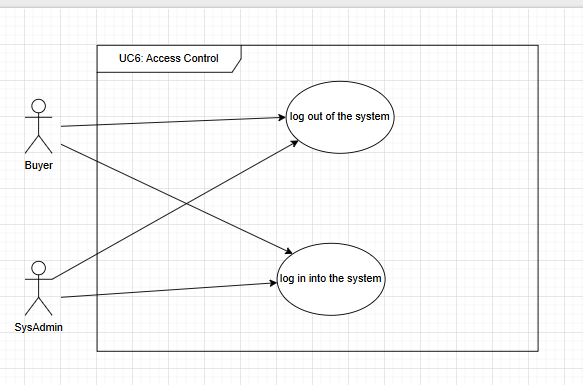 UC6: Access Control
log out of the system
Buyer
log in into the system
SysAdmin